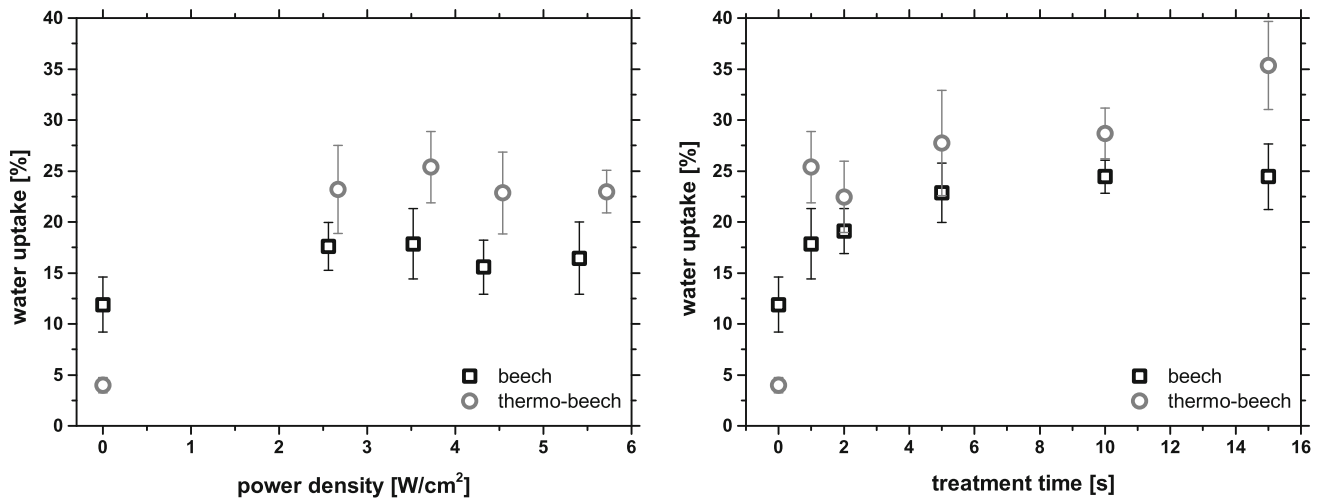 40
35
30
25
20
15
10
5
0
water uptake [%]
beech
thermo-beech
0 1 2 3 4 5 6
power density [W/cm²]
40
35
30
25
20
15
10
5
0
water uptake [%]
beech
thermo-beech
0 2 4 6 8 10 12 14 16
treatment time [s]